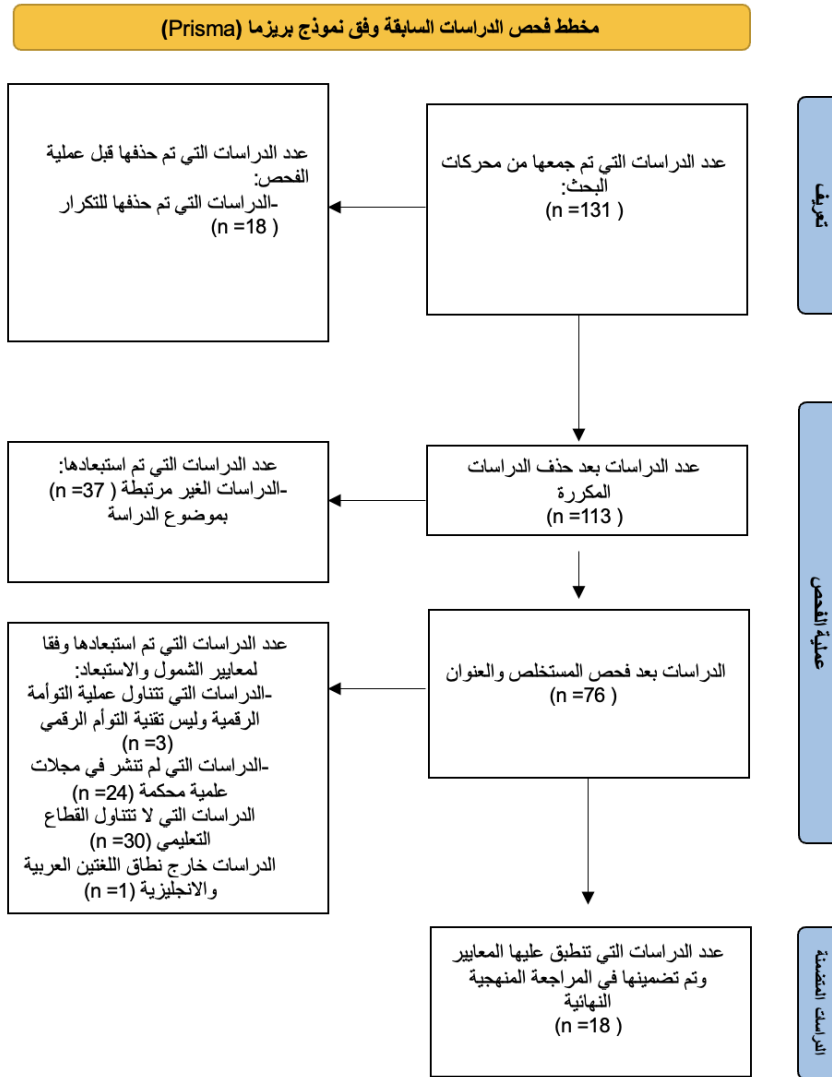 مخطط فحص الدراسات السابقة وفق نموذج بريزما (Prisma)
تعريف
عدد الدراسات التي تم جمعها من محركات
البحث:
(n =131 )
عدد الدراسات التي تم حذفها قبل عملية
الفحص:
-الدراسات التي تم حذفها للتكرار
(n =18 )
عملية الفحص
عدد الدراسات بعد حذف الدراسات
المكررة
(n =113 )
عدد الدراسات التي تم استبعادها:
-الدراسات الغير مرتبطة (n =37 )
بموضوع الدراسة
الدراسات بعد فحص المستخلص والعنوان
(n =76 )
عدد الدراسات التي تم استبعادها وفقا
لمعايير الشمول والاستبعاد:
-الدراسات التي تتناول عملية التوأمة
الرقمية وليس تقنية التوأم الرقمي
(n =3)
-الدراسات التي لم تنشر في مجلات
علمية محكمة (n =24)
الدراسات التي لا تتناول القطاع
التعليمي (n =30)
الدراسات خارج نطاق اللغتين العربية
والانجليزية (n =1)
الدراسات المتضمنة
عدد الدراسات التي تنطبق عليها المعايير
وتم تضمينها في المراجعة المنهجية
النهائية
(n =18 )